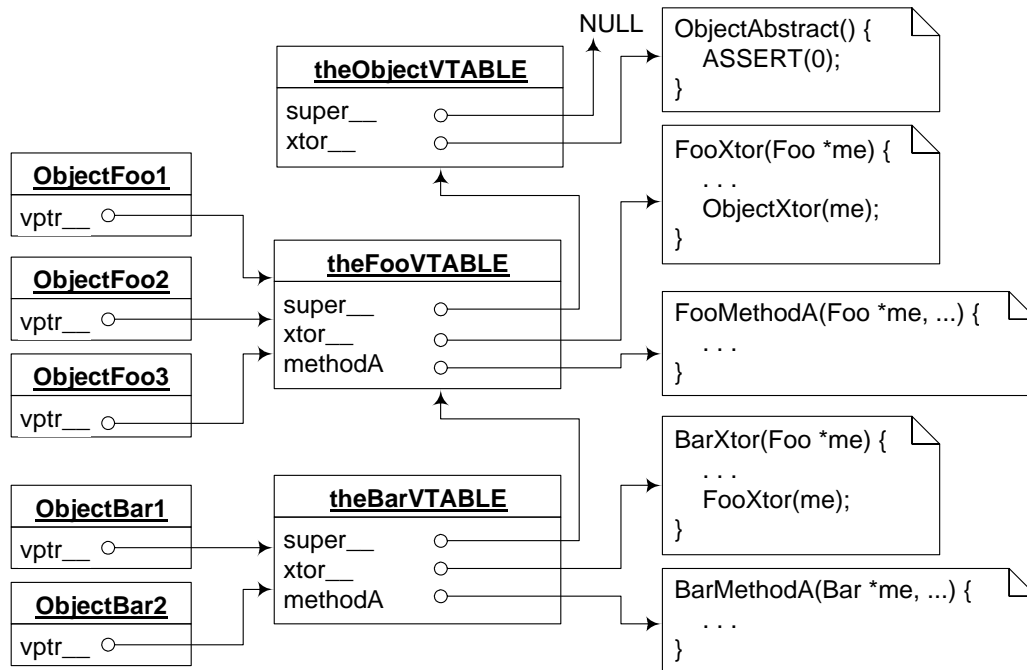 NULL
theObjectVTABLE
super__
xtor__
ObjectAbstract() {
ASSERT(0);
}
FooXtor(Foo *me) {
. . .
ObjectXtor(me);
}
ObjectFoo1
vptr__
ObjectFoo2
vptr__
ObjectFoo3
vptr__
theFooVTABLE
super__
xtor__
methodA
FooMethodA(Foo *me, ...) {
. . .
}
BarXtor(Foo *me) {
. . .
FooXtor(me);
}
ObjectBar1
vptr__
ObjectBar2
vptr__
theBarVTABLE
super__
xtor__
methodA
BarMethodA(Bar *me, ...) {
. . .
}